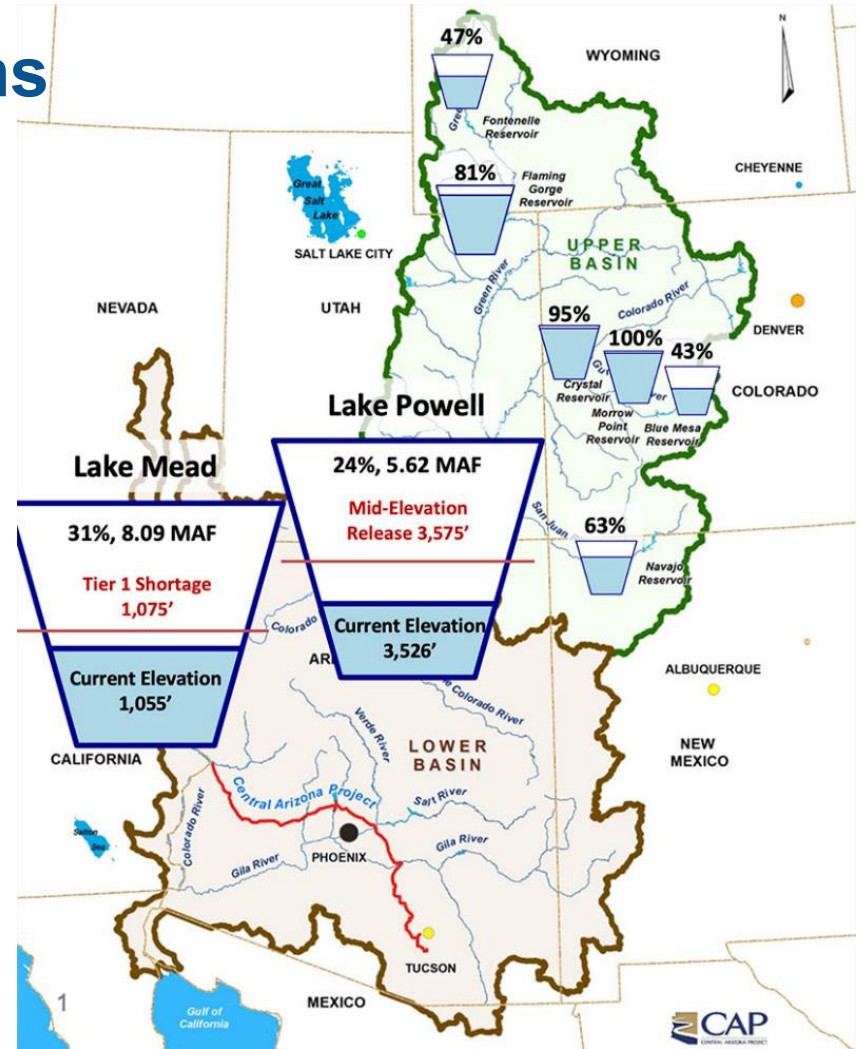 ns
N
47%
WYOMING
Fontenelle
Reservoir
81%
Flaming
Gorge
Reservoir
CHEYENNE
Great
Salt
Lake
SALT LAKE CITY
UPPER
BASIN
Green River
NEVADA
UTAH
Colorado River
DENVER
95%
100%
43%
Crystal
Reservoir
Morrow
Point
Reservoir
Blue Mesa
Reservoir
COLORADO
Lake Powell
24%, 5.62 MAF
Mid-Elevation
Release 3,575’
Current Elevation
3,526’
Lake Mead
31%, 8.09 MAF
Tier 1 Shortage
1,075’
Current Elevation
1,055’
San Juan
63%
Navajo
Reservoir
Colorado
Colorado River
ALBUQUERQUE
NEW
MEXICO
CALIFORNIA
Verde River
LOWER
BASIN
Central Arizona Project
Salt River
Colorado River
Salton
Sea
PHOENIX
Gila River
Gila River
TUCSON
1
MEXICO
Gulf of
California
CAP
CENTRAL ARIZONA PROJECT